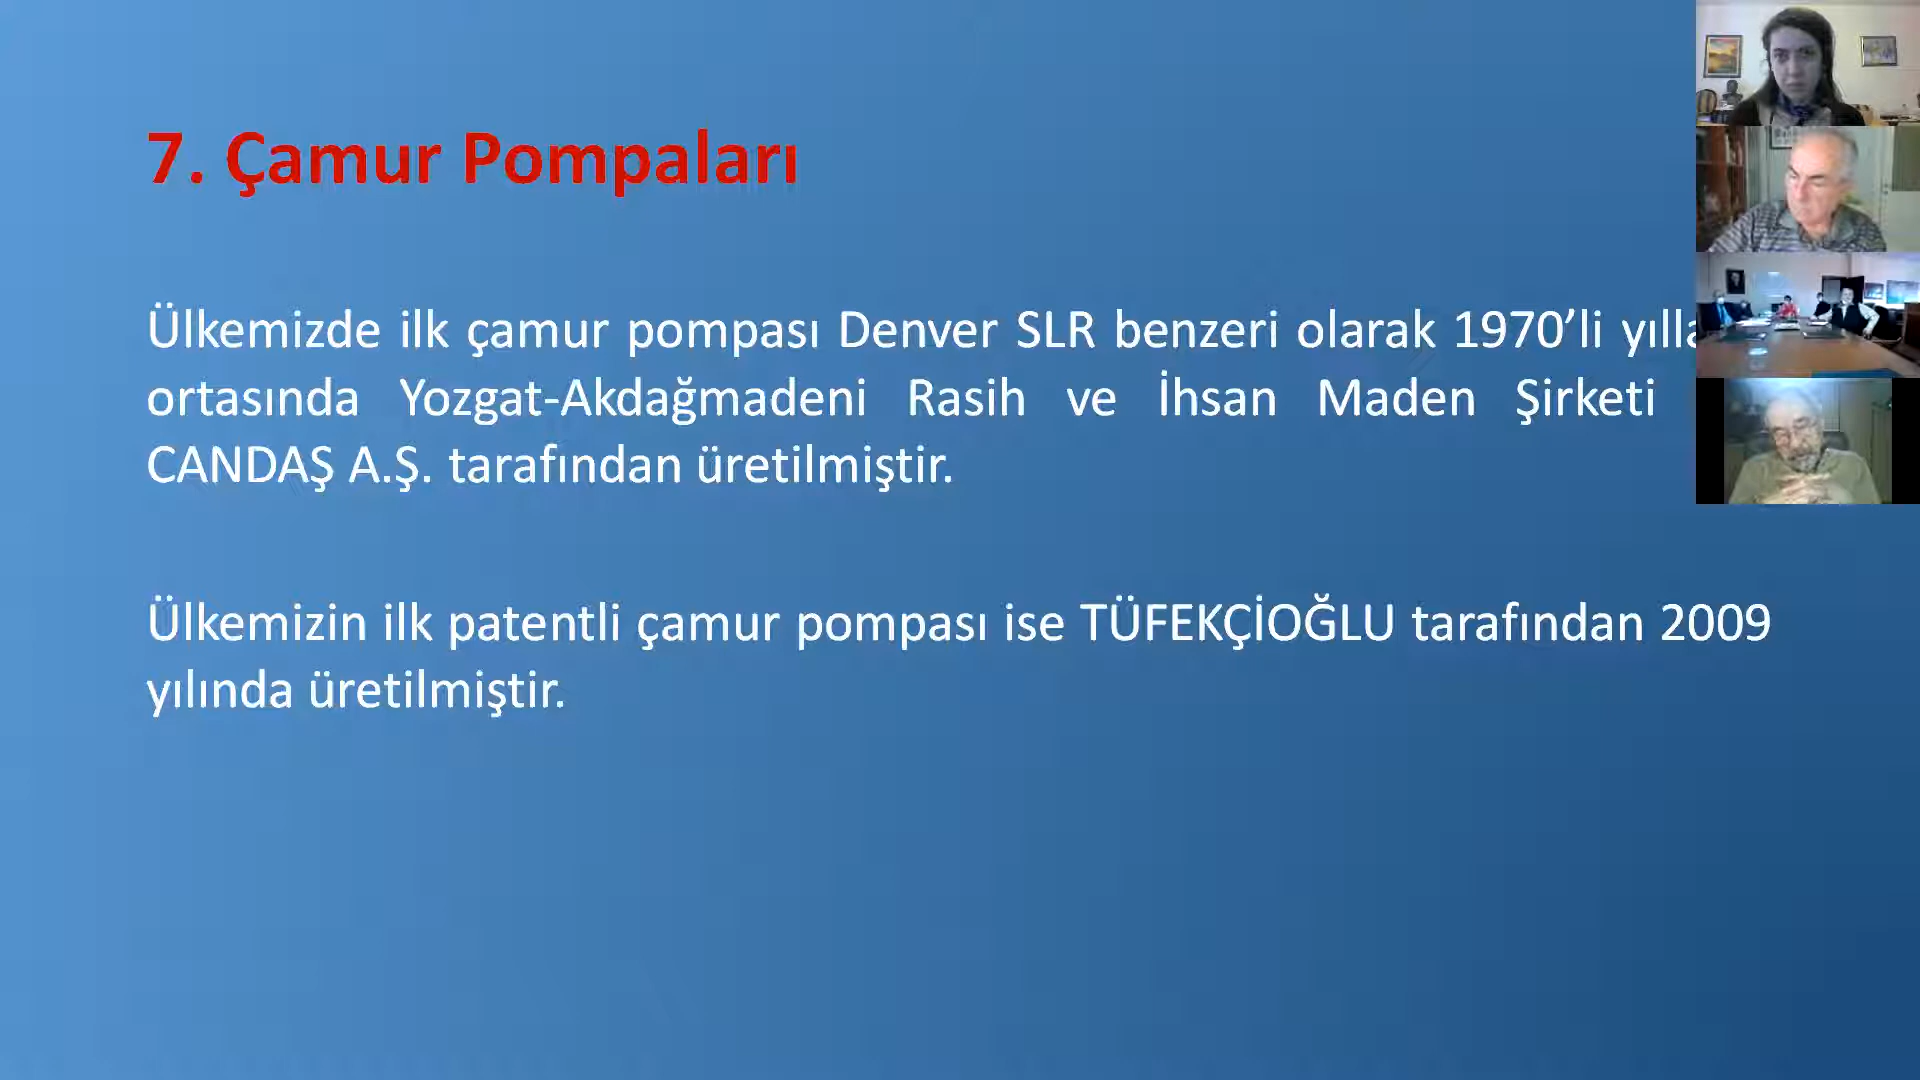 7. Çamur Pompaları
Ülkemizde ilk çamur pompası Denver SLR benzeri olarak 1970’li
ortasında Yozgat-Akdağmadeni Rasih ve İhsan Maden Şirketi
CANDAŞ A.Ş. tarafından üretilmiştir.
Ülkemizin ilk patentli çamur pompası ise TÜFEKÇİOĞLU tarafından 2009
yılında üretilmiştir.